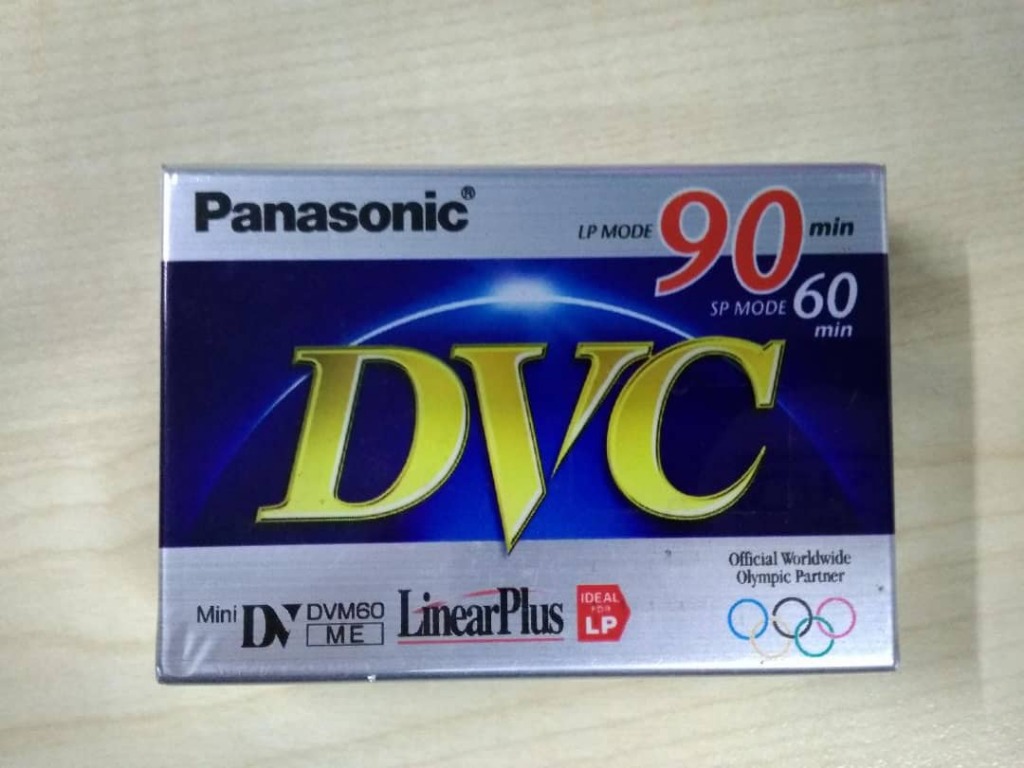 Panasonic®
LP MODE 90 min
SP MODE 60 min
DVC
Mini DV DVM60 ME
LinearPlus
IDEAL FOR LP
Official Worldwide
Olympic Partner